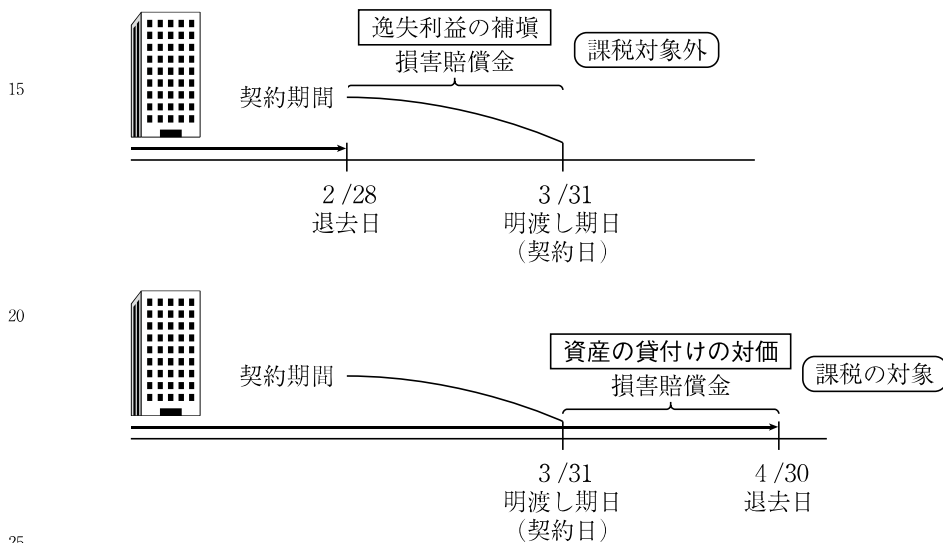 逸失利益の補塡
損害賠償金
課税対象外
15
契約期間
2/28
退去日
3/31
明渡し期日
(契約日)
20
資産の貸付けの対価
損害賠償金
課税の対象
契約期間
3/31
明渡し期日
(契約日)
4/30
退去日
25